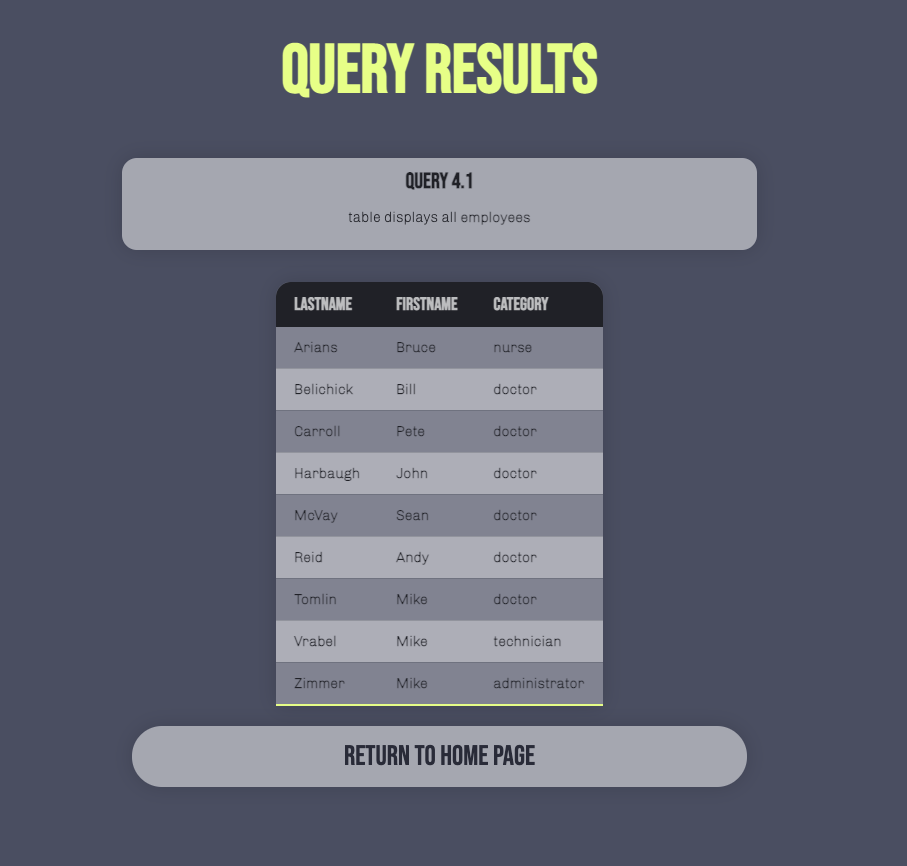 QUERY RESULTS
QUERY 4.1
table displays all employees
LASTNAME FIRSTNAME CATEGORY
Arians Bruce nurse
Belichick Bill doctor
Carroll Pete doctor
Harbaugh John doctor
McVay Sean doctor
Reid Andy doctor
Tomlin Mike doctor
Vrabel Mike technician
Zimmer Mike administrator
RETURN TO HOME PAGE